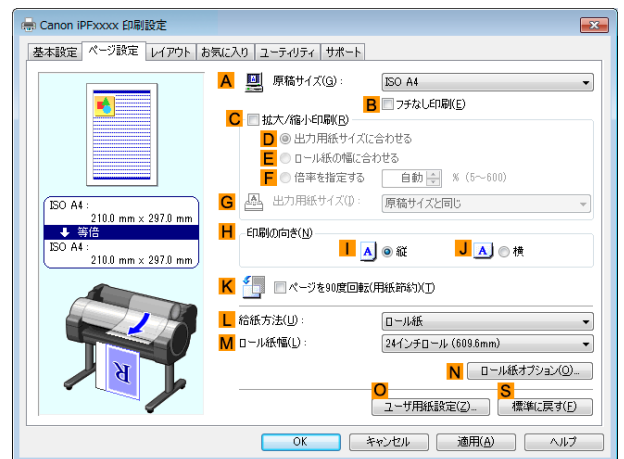 Canon iPFxxxx 印刷設定
基本設定 ページ設定 レイアウト お気に入り ユーティリティ サポート
A 原稿サイズ(G): ISO A4
B フチなし印刷(E)
C 拡大/縮小印刷(R)
D 出力用紙サイズに合わせる
E ロール紙の幅に合わせる
F 倍率を指定する 自動 % (5~600)
G A 出力用紙サイズ(I): 原稿サイズと同じ
ISO A4 :
210.0 mm x 297.0 mm
等倍
ISO A4 :
210.0 mm x 297.0 mm
H 印刷の向き(N)
I A 縦 J A 横
K ページを90度回転(用紙節約)(T)
L 給紙方法(U): ロール紙
M ロール紙幅(L): 24インチロール (609.6mm)
R
N ロール紙オプション(O)...
O S
ユーザ用紙設定(Z)... 標準に戻す(F)
OK キャンセル 適用(A) ヘルプ